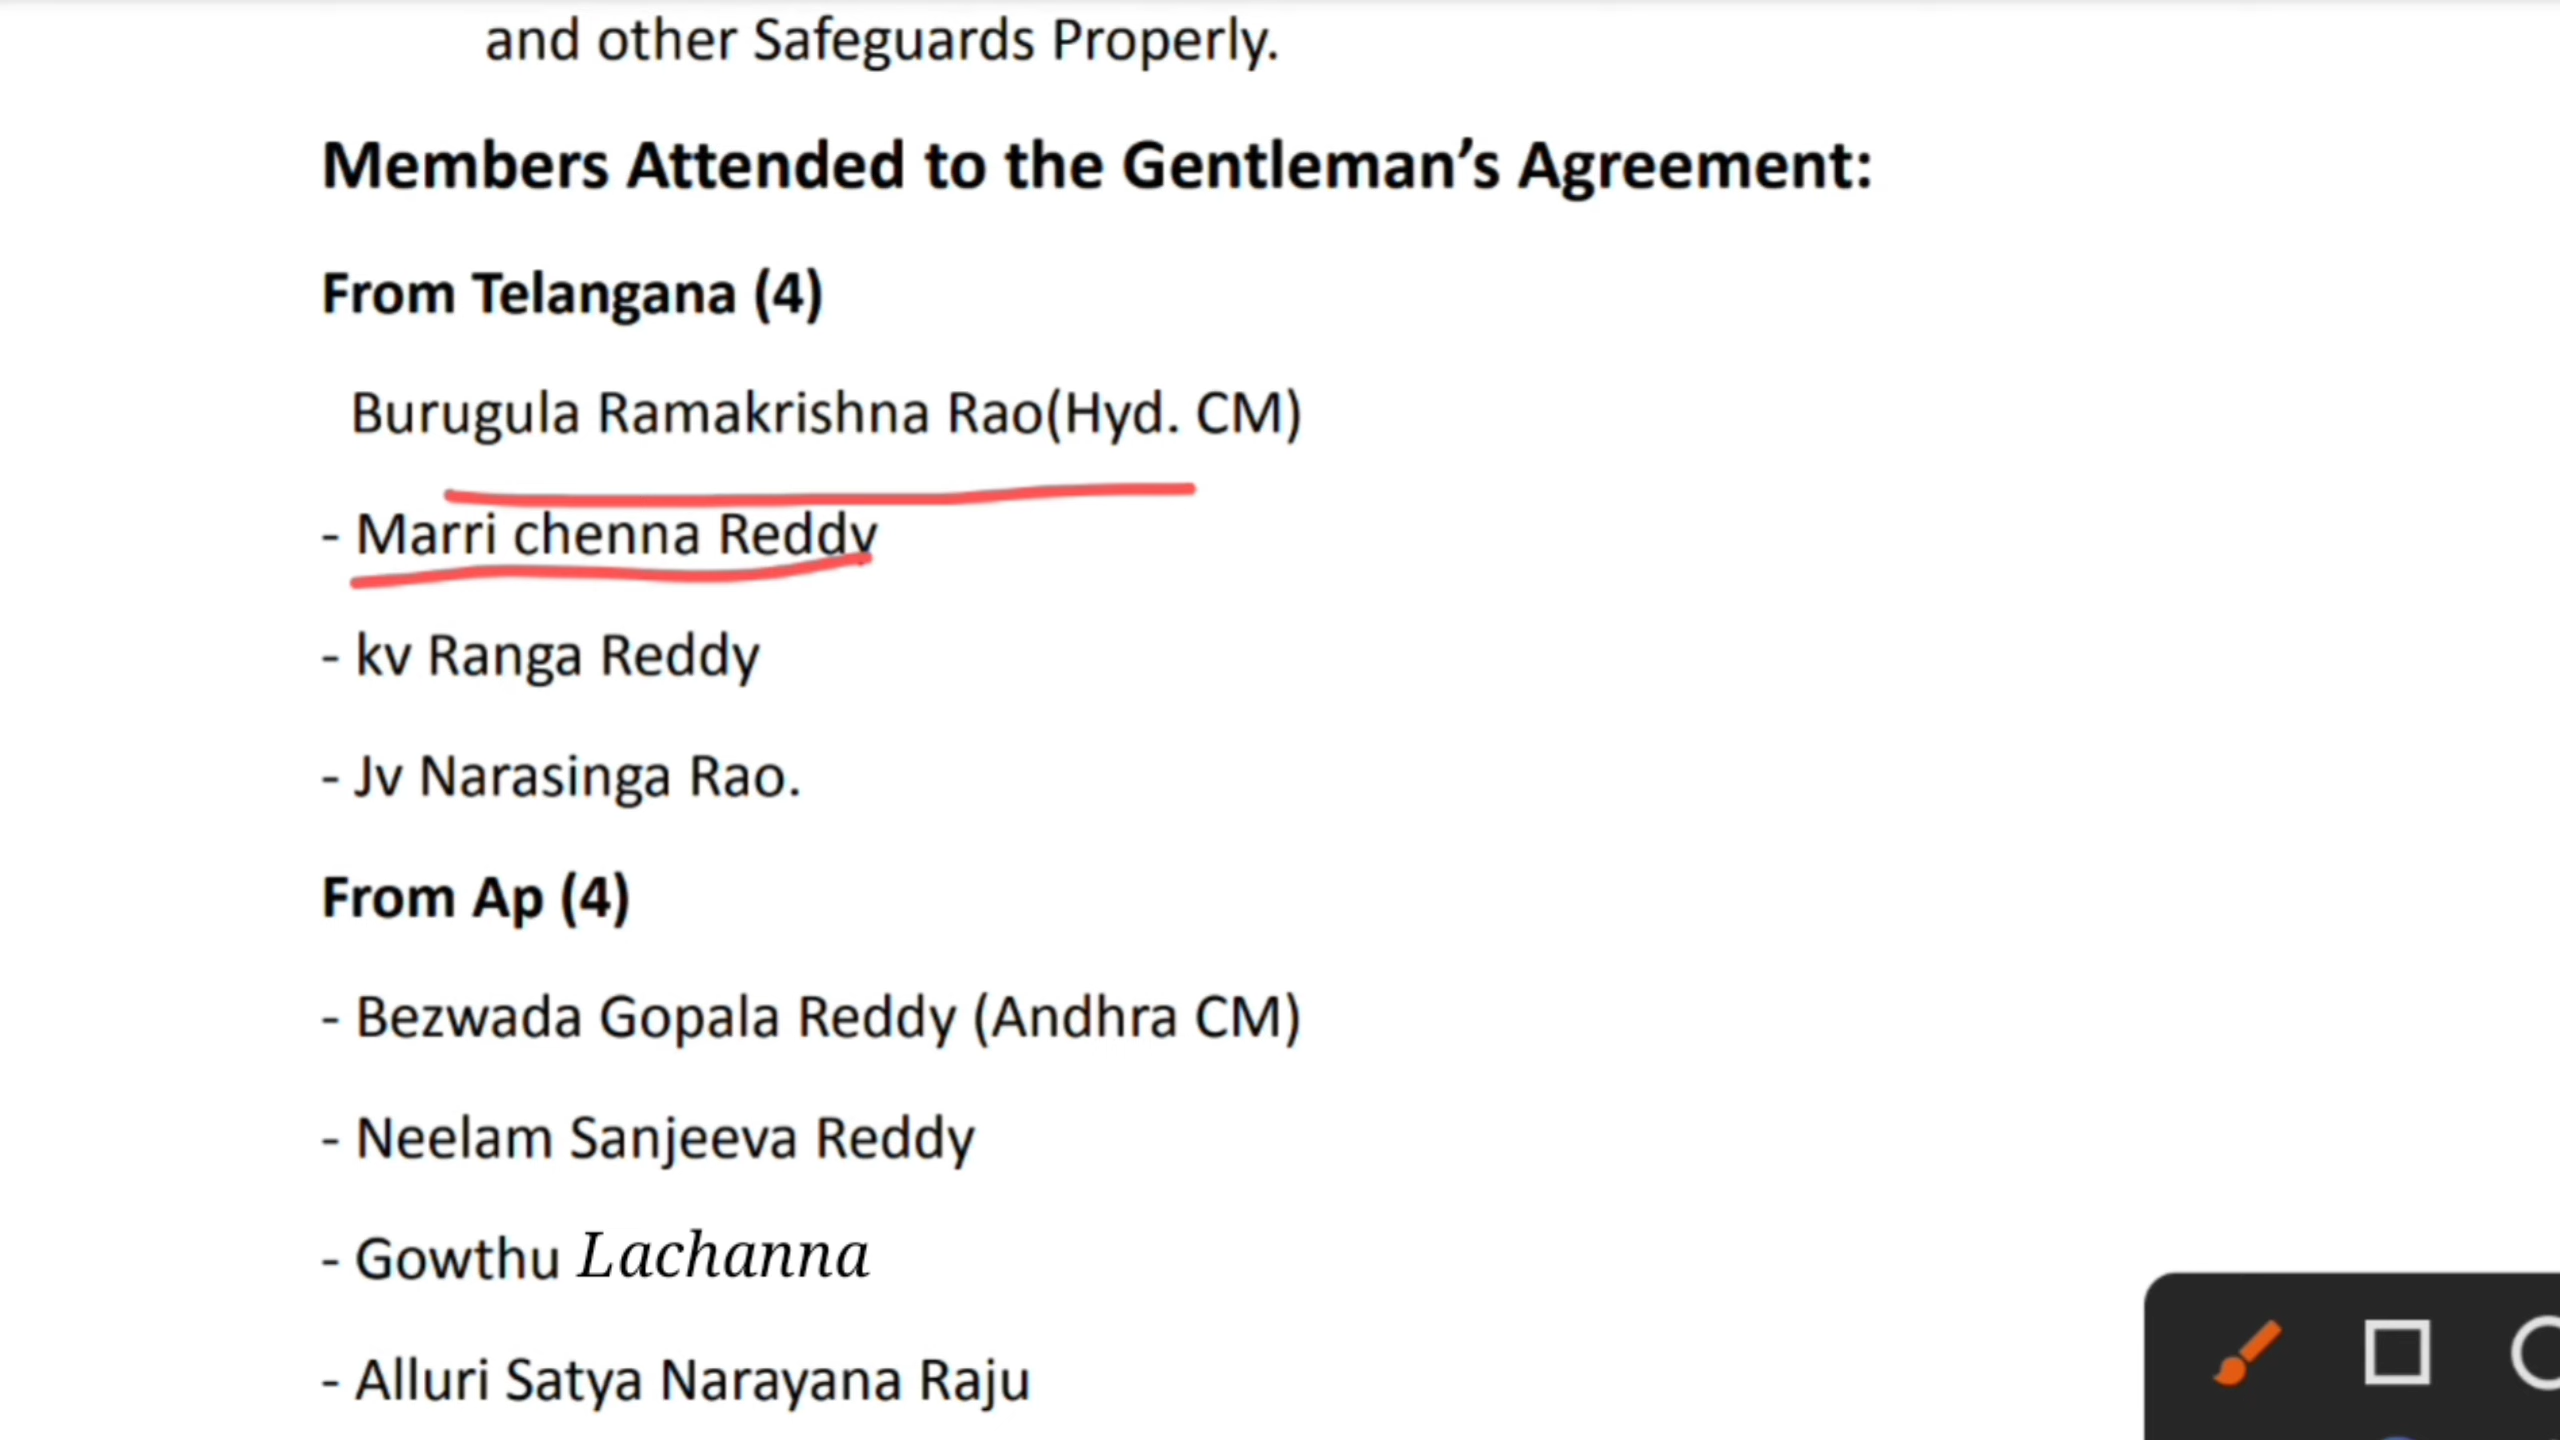 and other Safeguards Properly.
Members Attended to the Gentleman’s Agreement:
From Telangana (4)
Burugula Ramakrishna Rao(Hyd. CM)
- Marri chenna Reddy
- kv Ranga Reddy
- Jv Narasinga Rao.
From Ap (4)
- Bezwada Gopala Reddy (Andhra CM)
- Neelam Sanjeeva Reddy
- Gowthu Lachanna
- Alluri Satya Narayana Raju